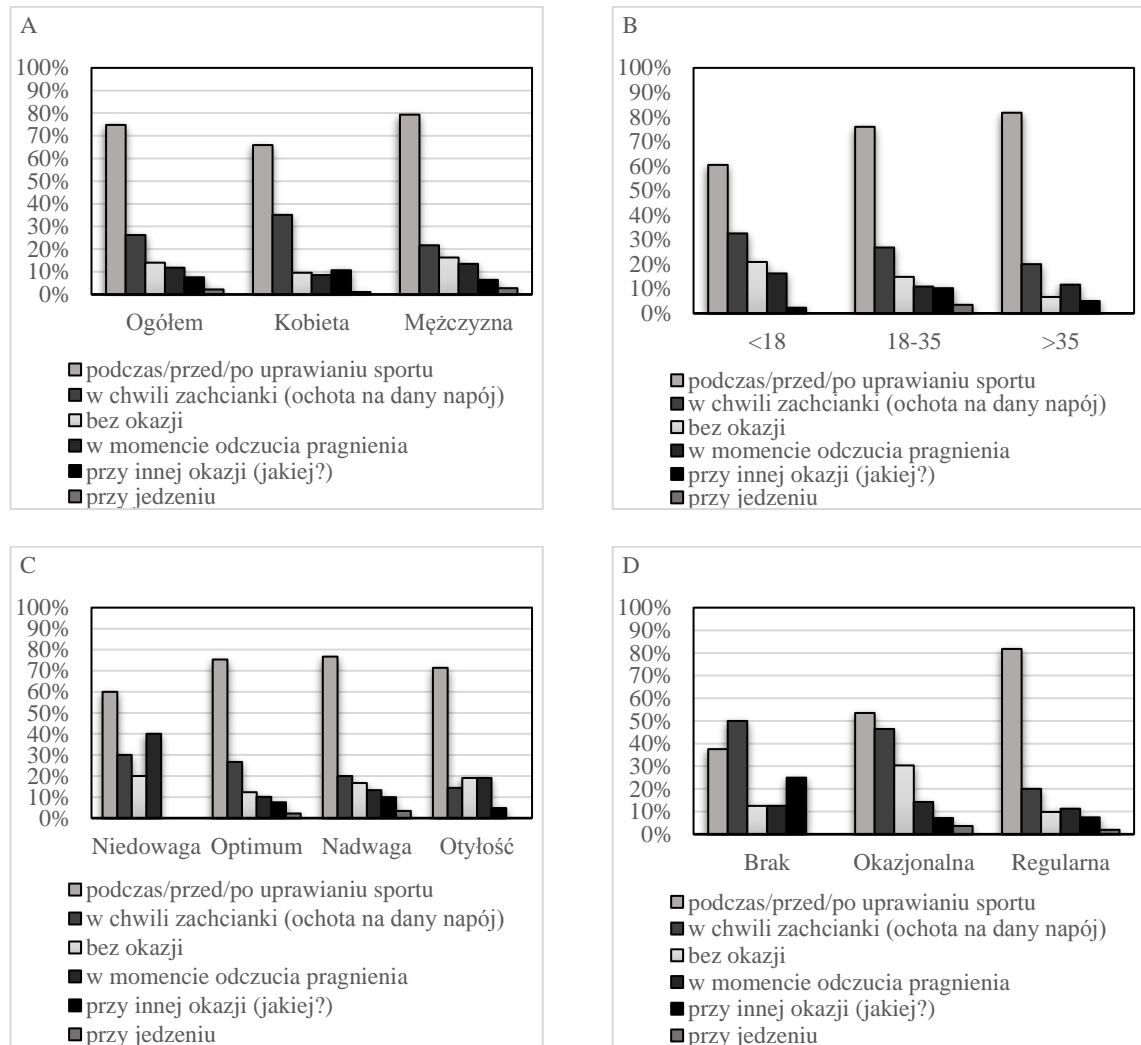 A
100%
90%
80%
70%
60%
50%
40%
30%
20%
10%
0%
Ogółem Kobieta Mężczyzna
podczas/przed/po uprawianiu sportu
w chwili zachcianki (ochota na dany napój)
bez okazji
w momencie odczucia pragnienia
przy innej okazji (jakiej?)
przy jedzeniu
B
100%
90%
80%
70%
60%
50%
40%
30%
20%
10%
0%
<18 18-35 >35
podczas/przed/po uprawianiu sportu
w chwili zachcianki (ochota na dany napój)
bez okazji
w momencie odczucia pragnienia
przy innej okazji (jakiej?)
przy jedzeniu
C
100%
90%
80%
70%
60%
50%
40%
30%
20%
10%
0%
Niedowaga Optimum Nadwaga Otyłość
podczas/przed/po uprawianiu sportu
w chwili zachcianki (ochota na dany napój)
bez okazji
w momencie odczucia pragnienia
przy innej okazji (jakiej?)
przy jedzeniu
D
100%
90%
80%
70%
60%
50%
40%
30%
20%
10%
0%
Brak Okazjonalna Regularna
podczas/przed/po uprawianiu sportu
w chwili zachcianki (ochota na dany napój)
bez okazji
w momencie odczucia pragnienia
przy innej okazji (jakiej?)
przy jedzeniu